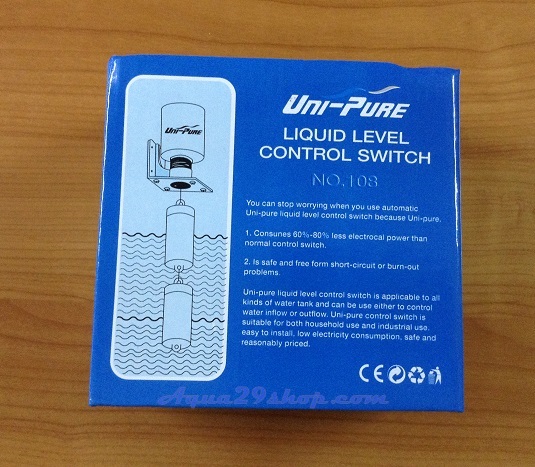 UNI-PURE
UNI-PURE
LIQUID LEVEL
CONTROL SWITCH
NO.108
You can stop worrying when you use automatic
Uni-pure liquid level control switch because Uni-pure.
1. Consunes 60%-80% less electrocal power than
normal control switch.
2. Is safe and free form short-circuit or burn-out
problems.
Uni-pure liquid level control switch is applicable to all
kinds of water tank and can be use either to control
water inflow or outflow. Uni-pure control switch is
suitable for both household use and industrial use.
easy to install, low electricity consumption, safe and
reasonably priced.
CE
Aqua29shop.com